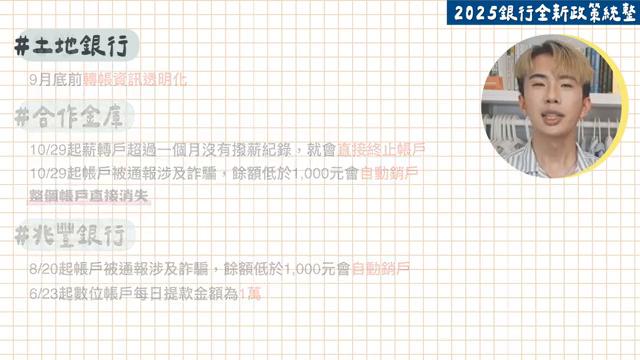 2025銀行全新政策統整
#土地銀行
9月底前轉帳資訊透明化
#合作金庫
10/29起薪轉戶超過一個月沒有撥薪紀錄，就會直接終止帳戶
10/29起帳戶被通報涉及詐騙，餘額低於1,000元會自動銷戶
整個帳戶直接消失
#兆豐銀行
8/20起帳戶被通報涉及詐騙，餘額低於1,000元會自動銷戶
6/23起數位帳戶每日提款金額為1萬